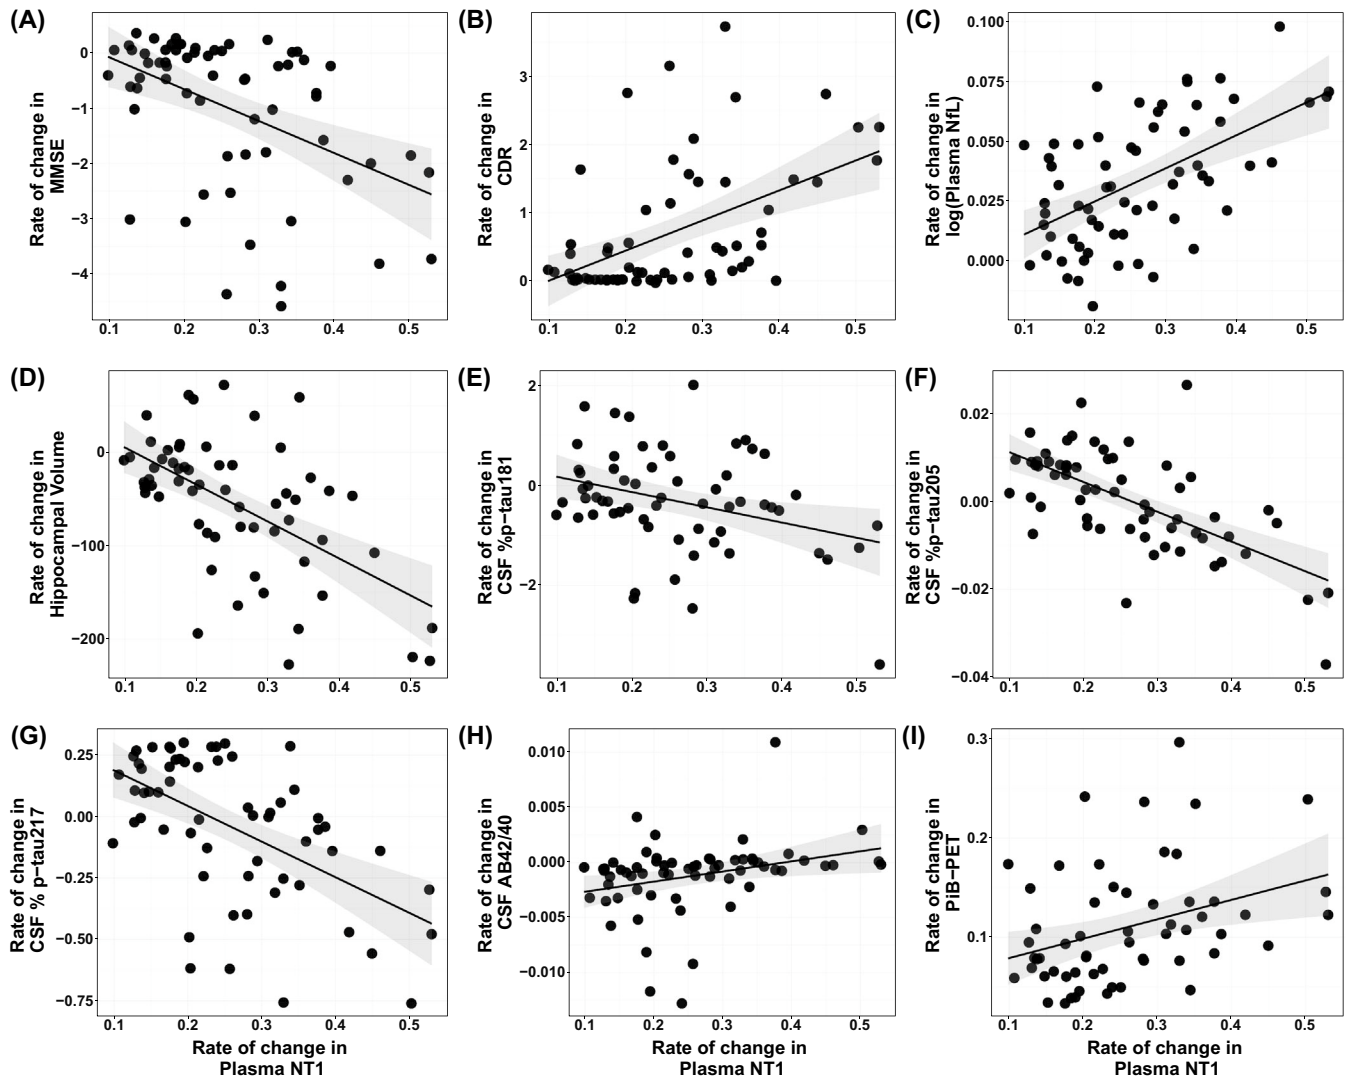 (A)
Rate of change in
MMSE
0
−1
−2
−3
−4
0.1 0.2 0.3 0.4 0.5
(B)
Rate of change in
CDR
3
2
1
0
0.1 0.2 0.3 0.4 0.5
(C)
Rate of change in
log(Plasma NfL)
0.100
0.075
0.050
0.025
0.000
0.1 0.2 0.3 0.4 0.5
(D)
Rate of change in
Hippocampal Volume
0
−100
−200
0.1 0.2 0.3 0.4 0.5
(E)
Rate of change in
CSF %p−tau181
2
0
−2
0.1 0.2 0.3 0.4 0.5
(F)
Rate of change in
CSF %p−tau205
0.02
0.00
−0.02
−0.04
0.1 0.2 0.3 0.4 0.5
(G)
Rate of change in
CSF % p−tau217
0.25
0.00
−0.25
−0.50
−0.75
0.1 0.2 0.3 0.4 0.5
Rate of change in
Plasma NT1
(H)
Rate of change in
CSF AB42/40
0.010
0.005
0.000
−0.005
−0.010
0.1 0.2 0.3 0.4 0.5
Rate of change in
Plasma NT1
(I)
Rate of change in
PiB−PET
0.3
0.2
0.1
0.1 0.2 0.3 0.4 0.5
Rate of change in
Plasma NT1